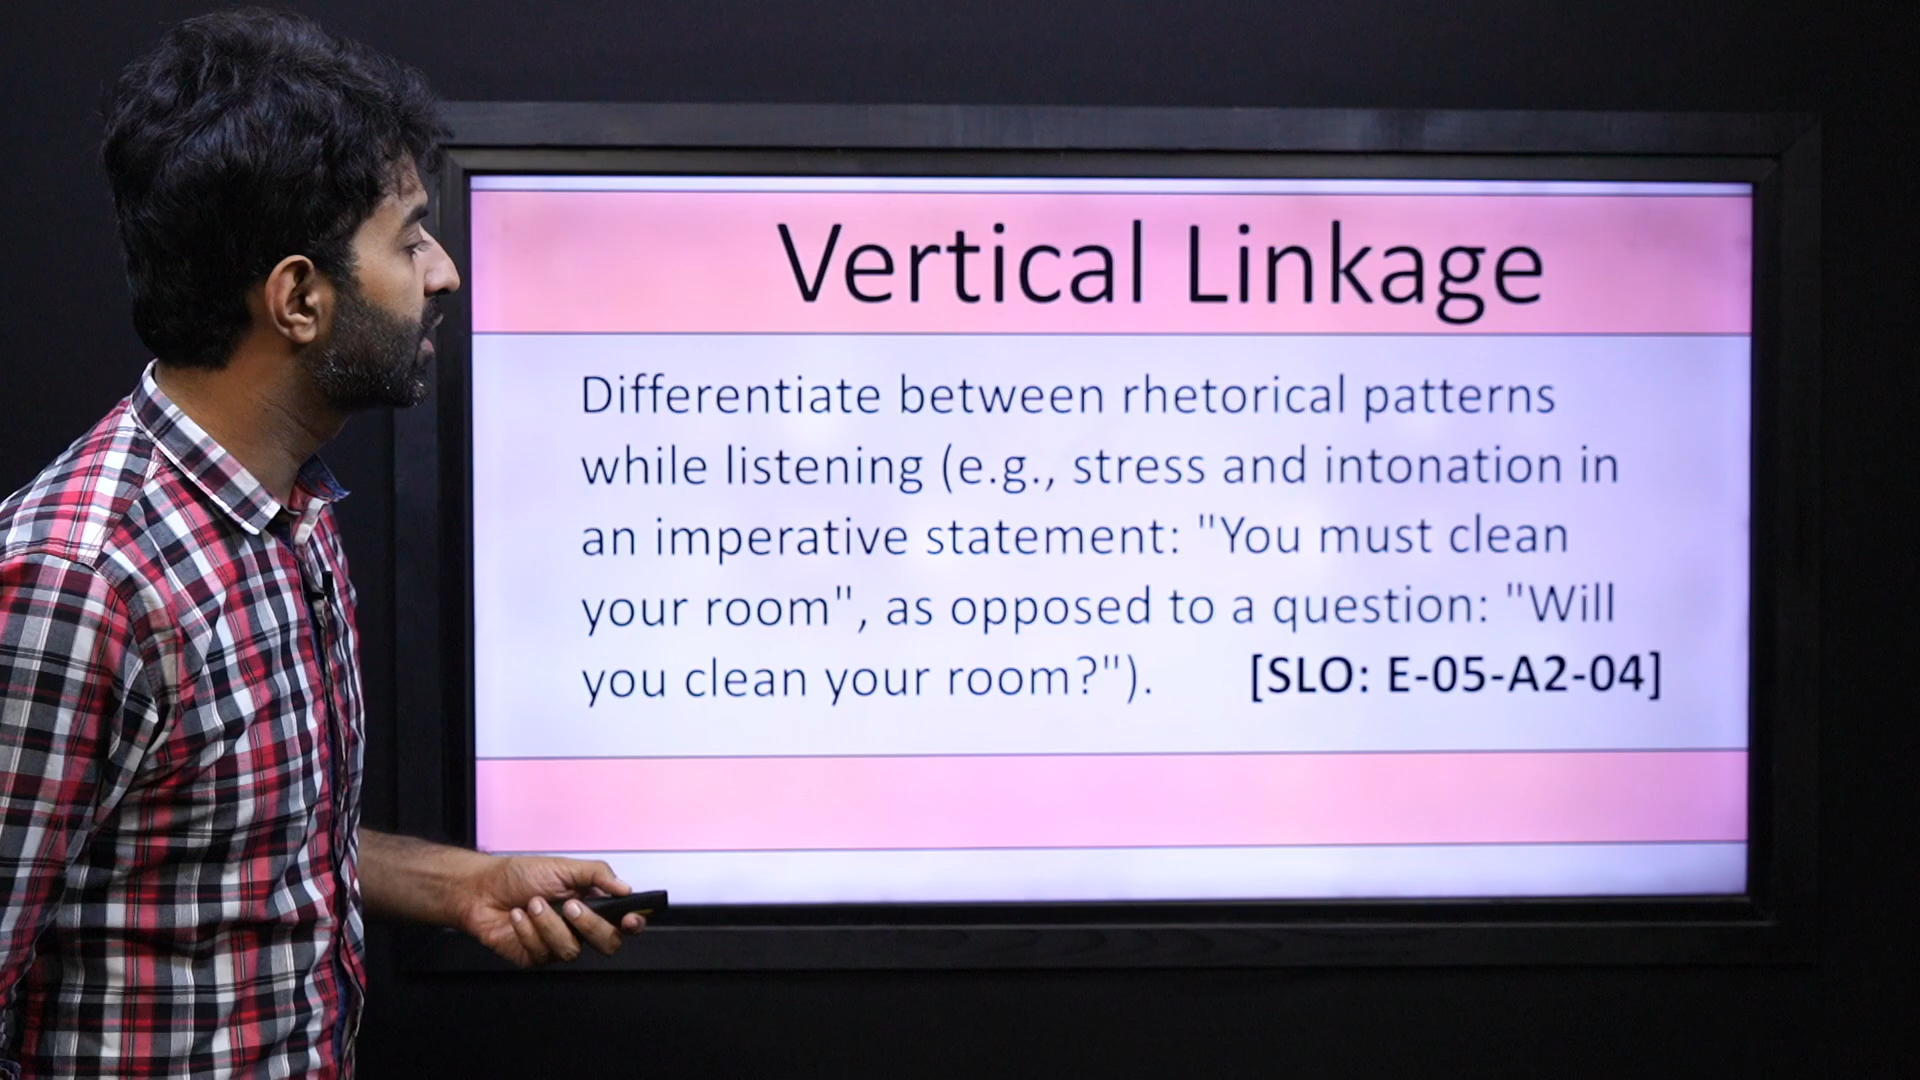 Vertical Linkage
Differentiate between rhetorical patterns
while listening (e.g., stress and intonation in
an imperative statement: "You must clean
your room", as opposed to a question: "Will
you clean your room?"). [SLO: E-05-A2-04]